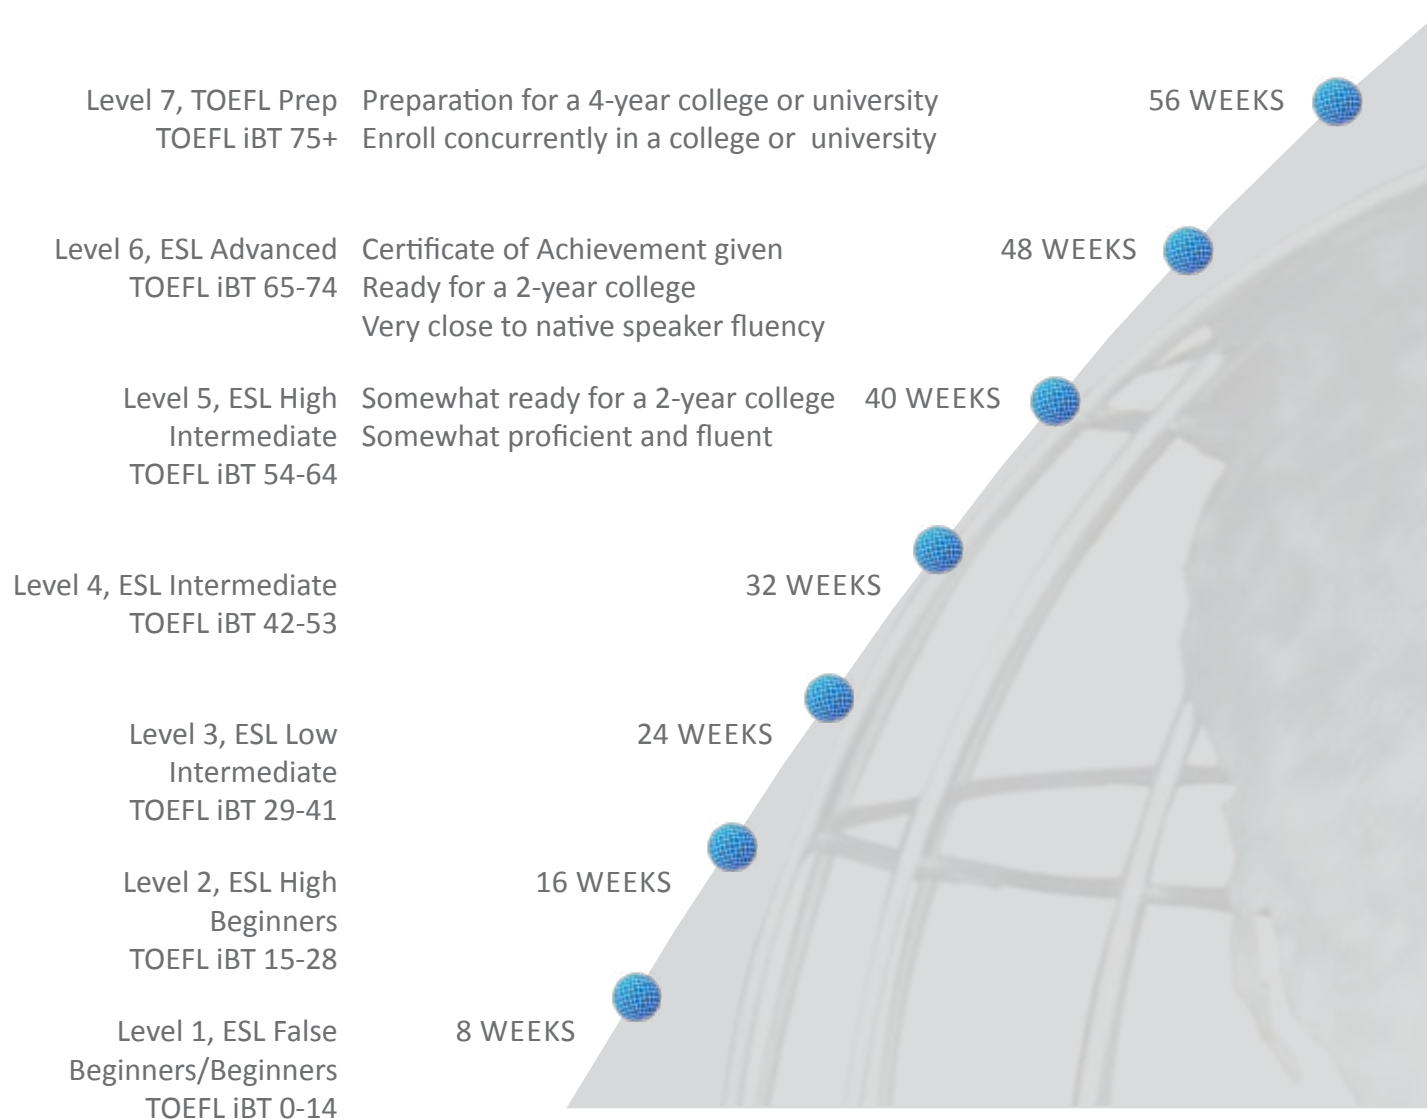 Level 7, TOEFL Prep Preparation for a 4-year college or university 56 WEEKS
TOEFL iBT 75+ Enroll concurrently in a college or university
Level 6, ESL Advanced Certificate of Achievement given 48 WEEKS
TOEFL iBT 65-74 Ready for a 2-year college
Very close to native speaker fluency
Level 5, ESL High Somewhat ready for a 2-year college 40 WEEKS
Intermediate Somewhat proficient and fluent
TOEFL iBT 54-64
Level 4, ESL Intermediate 32 WEEKS
TOEFL iBT 42-53
Level 3, ESL Low 24 WEEKS
Intermediate
TOEFL iBT 29-41
Level 2, ESL High 16 WEEKS
Beginners
TOEFL iBT 15-28
Level 1, ESL False 8 WEEKS
Beginners/Beginners
TOEFL iBT 0-14